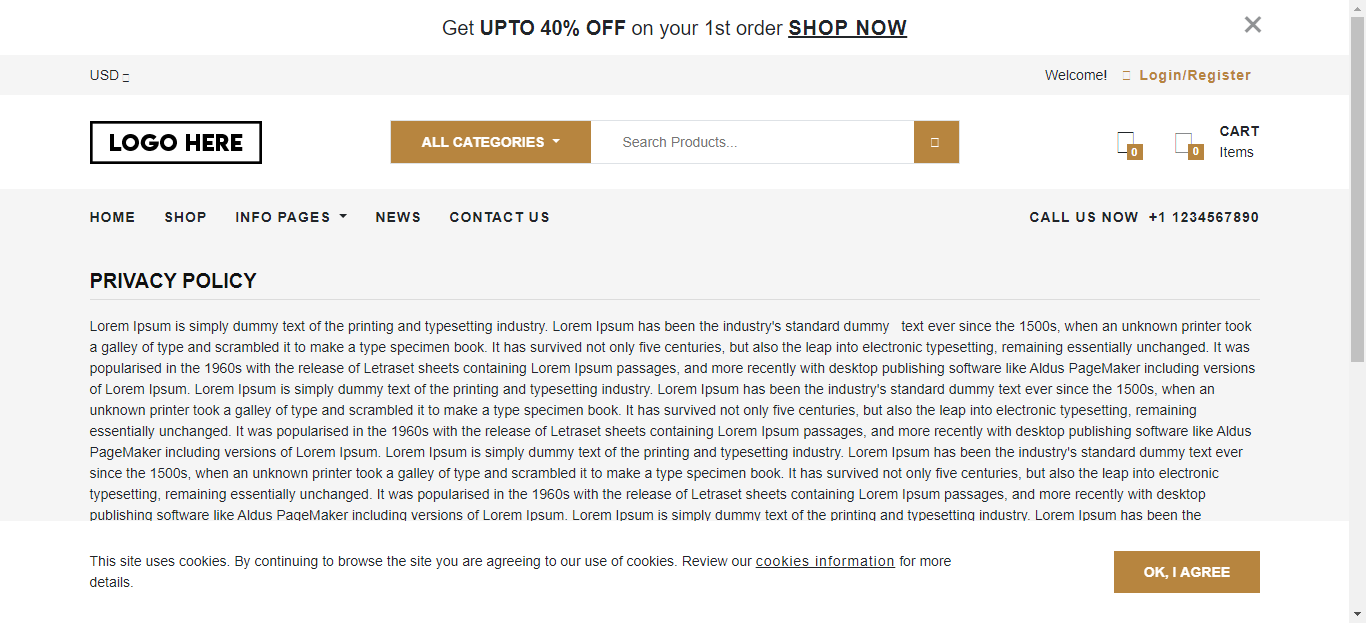 Get UPTO 40% OFF on your 1st order SHOP NOW
USD
Welcome! Login/Register
LOGO HERE
ALL CATEGORIES
Search Products...
0
0
CART
Items
HOME SHOP INFO PAGES NEWS CONTACT US
CALL US NOW +1 1234567890
PRIVACY POLICY
Lorem Ipsum is simply dummy text of the printing and typesetting industry. Lorem Ipsum has been the industry's standard dummy text ever since the 1500s, when an unknown printer took
a galley of type and scrambled it to make a type specimen book. It has survived not only five centuries, but also the leap into electronic typesetting, remaining essentially unchanged. It was
popularised in the 1960s with the release of Letraset sheets containing Lorem Ipsum passages, and more recently with desktop publishing software like Aldus PageMaker including versions
of Lorem Ipsum. Lorem Ipsum is simply dummy text of the printing and typesetting industry. Lorem Ipsum has been the industry's standard dummy text ever since the 1500s, when an
unknown printer took a galley of type and scrambled it to make a type specimen book. It has survived not only five centuries, but also the leap into electronic typesetting, remaining
essentially unchanged. It was popularised in the 1960s with the release of Letraset sheets containing Lorem Ipsum passages, and more recently with desktop publishing software like Aldus
PageMaker including versions of Lorem Ipsum. Lorem Ipsum is simply dummy text of the printing and typesetting industry. Lorem Ipsum has been the industry's standard dummy text ever
since the 1500s, when an unknown printer took a galley of type and scrambled it to make a type specimen book. It has survived not only five centuries, but also the leap into electronic
typesetting, remaining essentially unchanged. It was popularised in the 1960s with the release of Letraset sheets containing Lorem Ipsum passages, and more recently with desktop
publishing software like Aldus PageMaker including versions of Lorem Ipsum. Lorem Ipsum is simply dummy text of the printing and typesetting industry. Lorem Ipsum has been the
This site uses cookies. By continuing to browse the site you are agreeing to our use of cookies. Review our cookies information for more
details.
OK, I AGREE